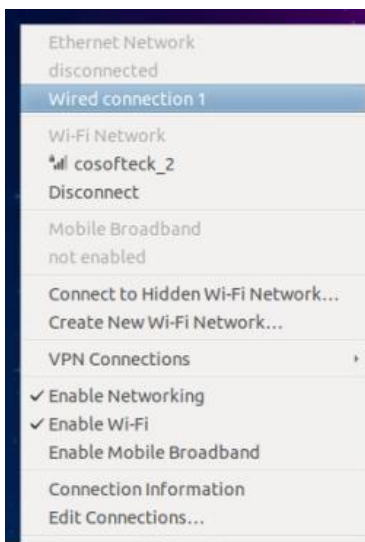 Ethernet Network
disconnected
Wired connection 1
Wi-Fi Network
cosofteck_2
Disconnect
Mobile Broadband
not enabled
Connect to Hidden Wi-Fi Network...
Create New Wi-Fi Network...
VPN Connections
Enable Networking
Enable Wi-Fi
Enable Mobile Broadband
Connection Information
Edit Connections...